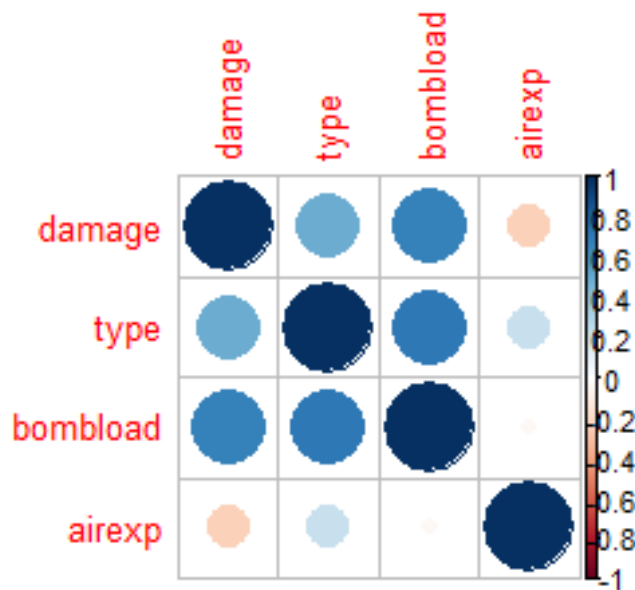 damage
type
bombload
airexp
damage
type
bombload
airexp
1
0.8
0.6
0.4
0.2
0
-0.2
-0.4
-0.6
-0.8
-1